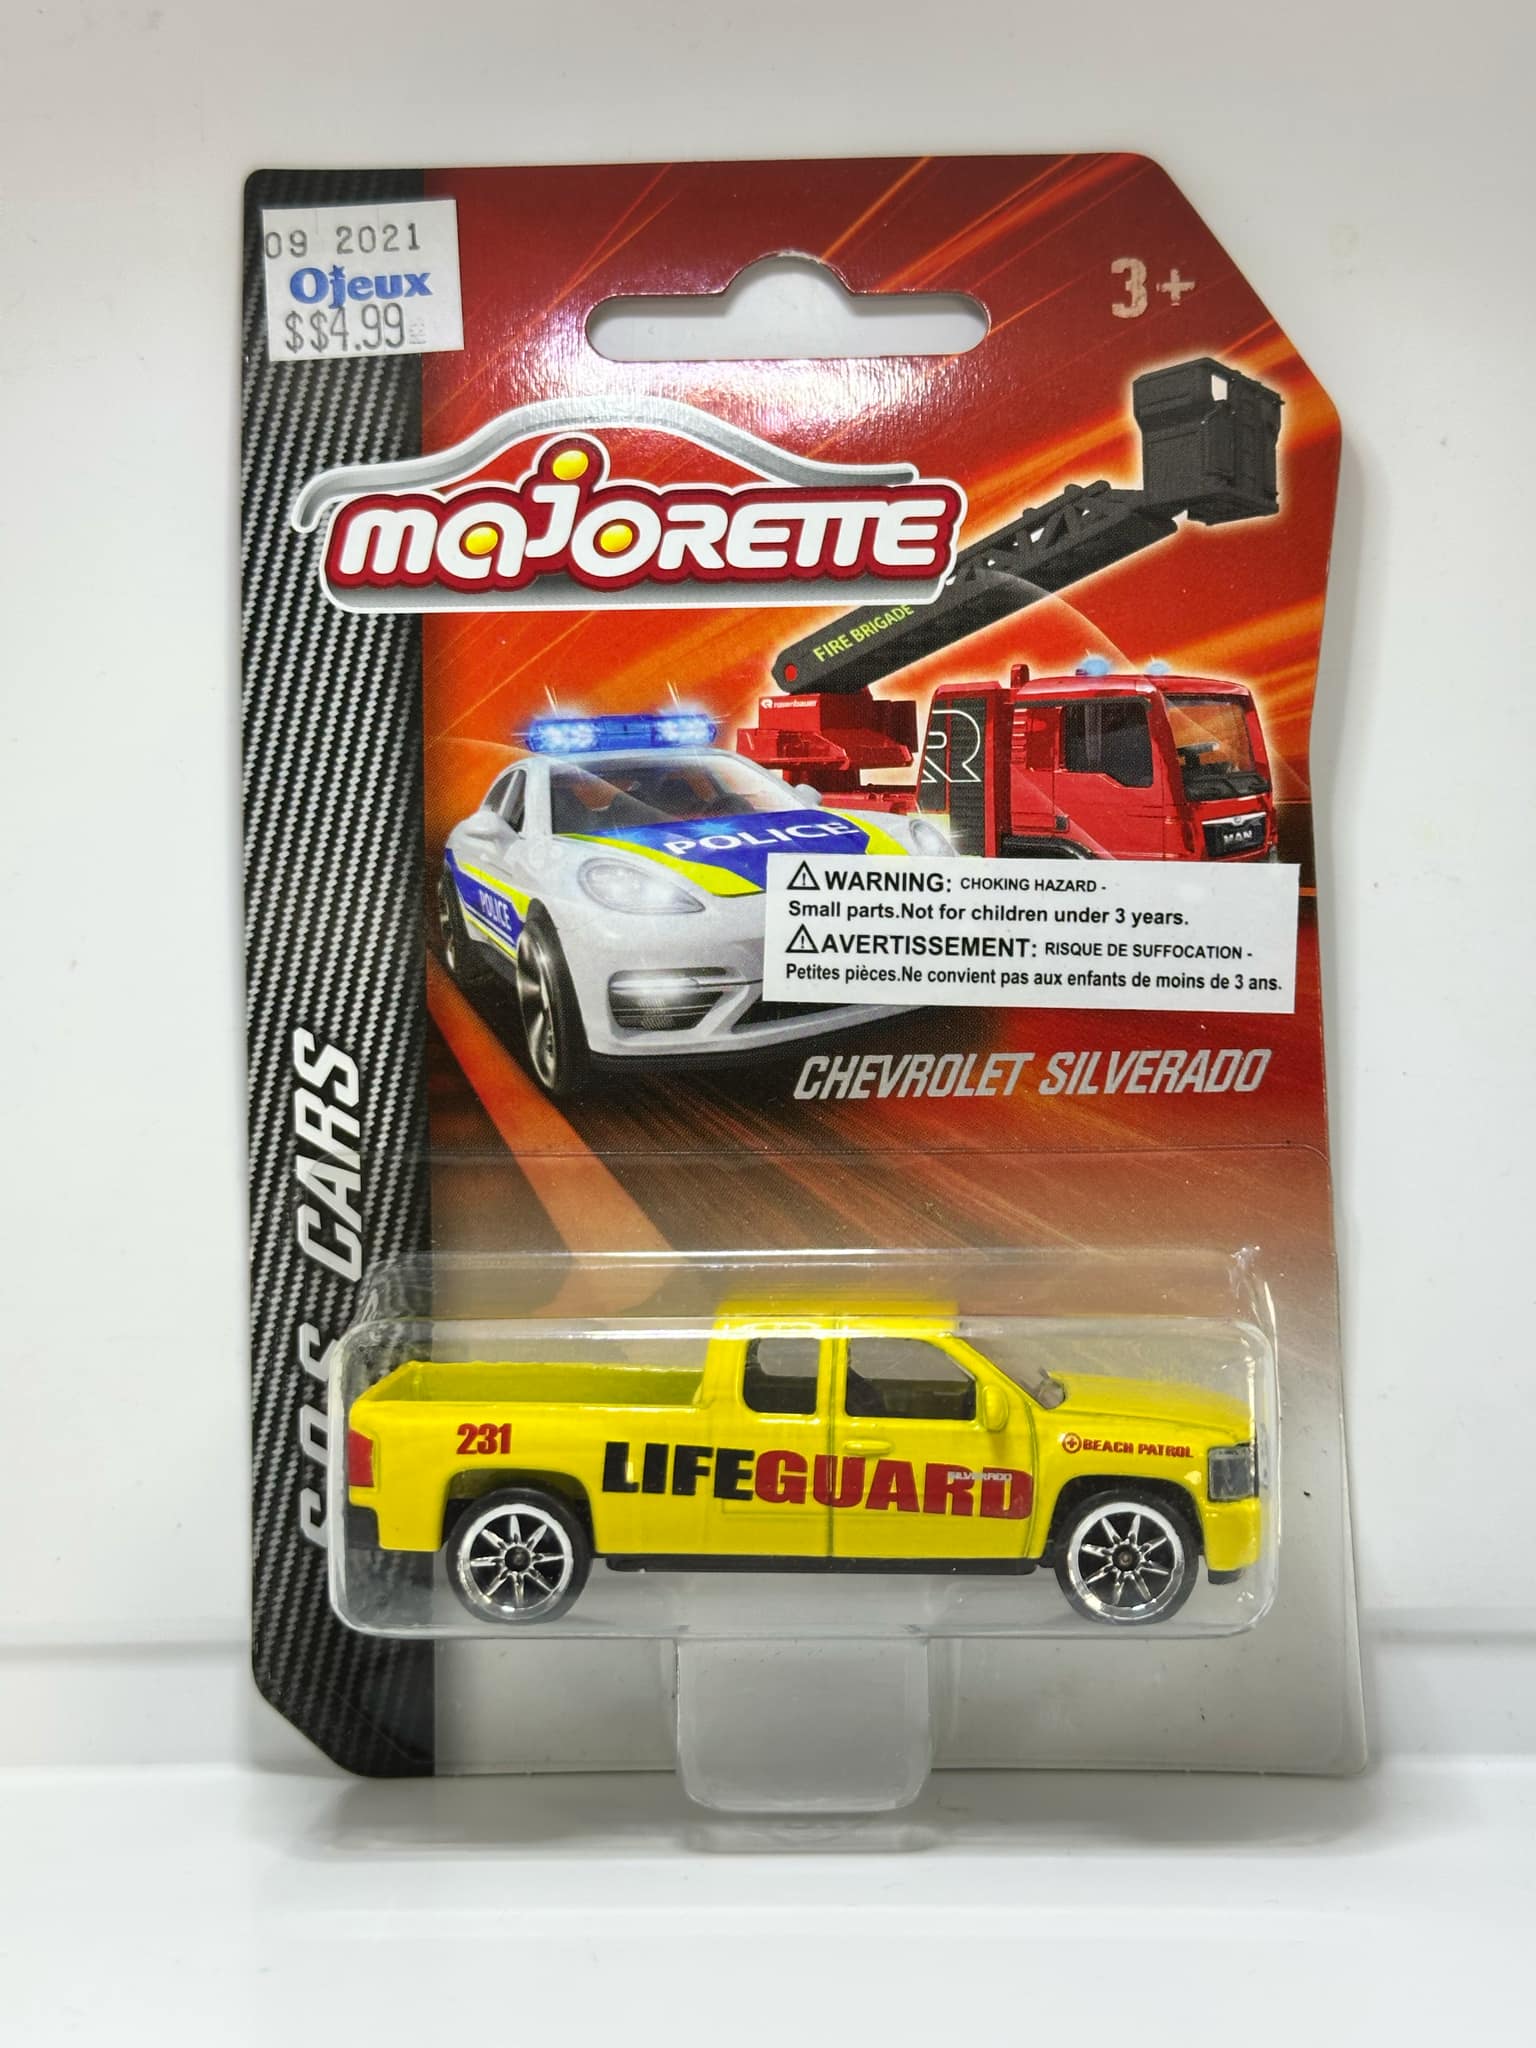 09 2021
Ojeux
$$4.99
3+
majorette
FIRE BRIGADE
rosenbauer
R
MAN
POLICE
POLICE
⚠WARNING: CHOKING HAZARD -
Small parts.Not for children under 3 years.
⚠AVERTISSEMENT: RISQUE DE SUFFOCATION -
Petites pièces.Ne convient pas aux enfants de moins de 3 ans.
CHEVROLET SILVERADO
S.O.S CARS
231
LIFEGUARD
SILVERADO
BEACH PATROL